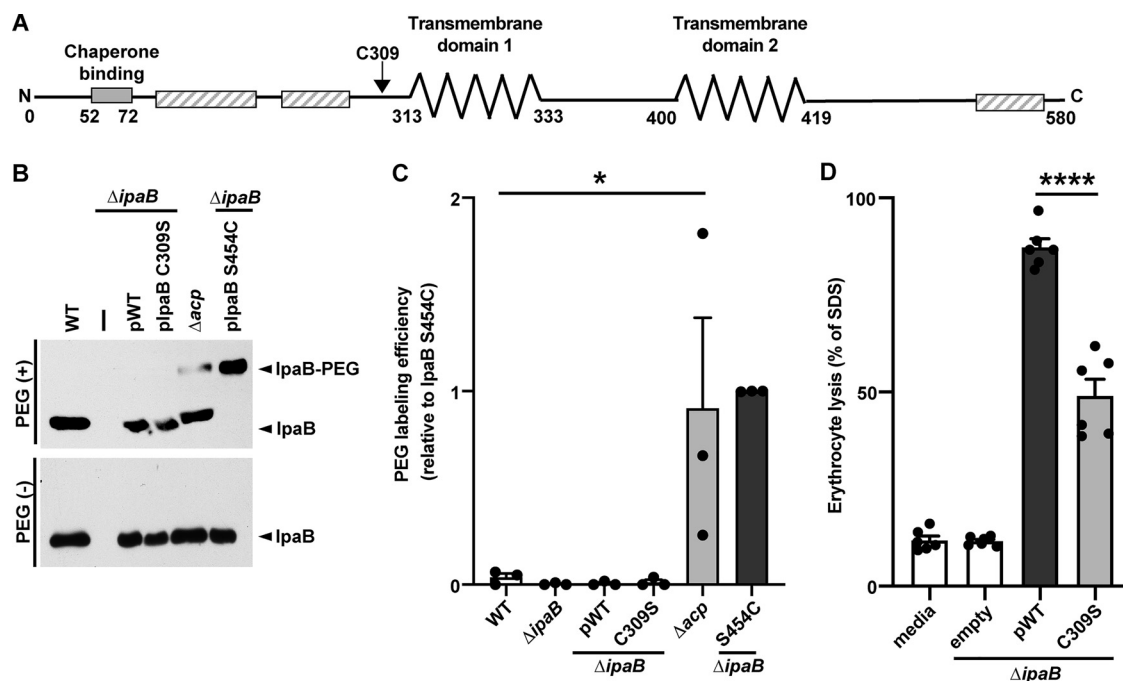 A
Transmembrane
domain 1
Transmembrane
domain 2
Chaperone
binding
C309
N
C
0
52
72
313
333
400
419
580
B
ΔipaB
ΔipaB
WT
–
pWT
pIpaB C309S
Δacp
pIpaB S454C
PEG (+)
IpaB-PEG
IpaB
PEG (-)
IpaB
C
PEG labeling efficiency
(relative to IpaB S454C)
2
1
0
*
WT
ΔipaB
pWT
C309S
Δacp
S454C
ΔipaB
ΔipaB
D
Erythrocyte lysis (% of SDS)
100
50
0
****
media
empty
pWT
C309S
ΔipaB